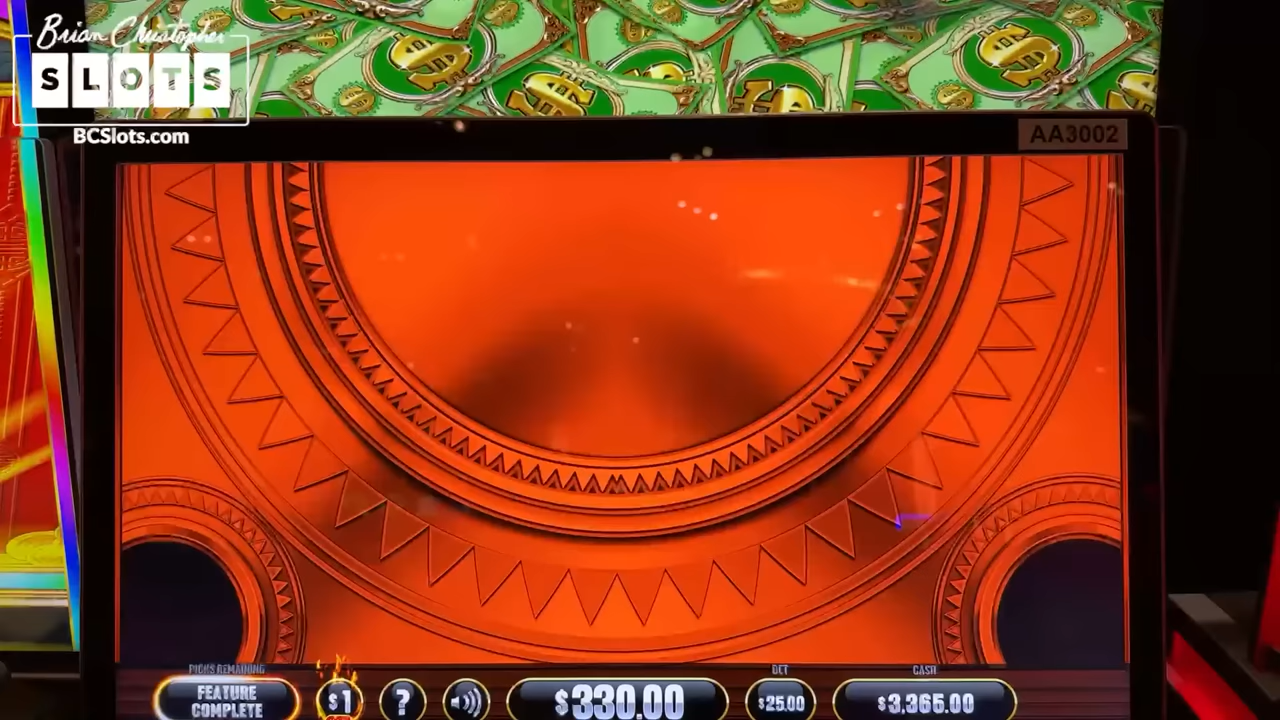 Brian Christopher
SLOTS
BCSlots.com
AA3002
PICKS REMAINING
FEATURE
COMPLETE
$1
?
$330.00
BET
$25.00
CASH
$3,365.00